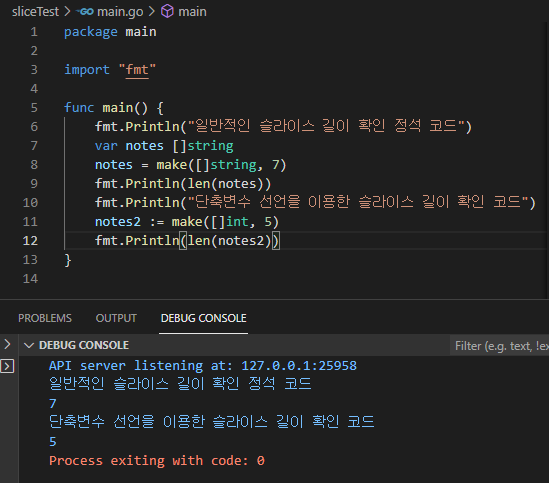 sliceTest > main.go > main
1 package main
2
3 import "fmt"
4
5 func main() {
6 fmt.Println("일반적인 슬라이스 길이 확인 정석 코드")
7 var notes []string
8 notes = make([]string, 7)
9 fmt.Println(len(notes))
10 fmt.Println("단축변수 선언을 이용한 슬라이스 길이 확인 코드")
11 notes2 := make([]int, 5)
12 fmt.Println(len(notes2))
13 }
14
PROBLEMS OUTPUT DEBUG CONSOLE
DEBUG CONSOLE Filter (e.g. text, !ex
API server listening at: 127.0.0.1:25958
일반적인 슬라이스 길이 확인 정석 코드
7
단축변수 선언을 이용한 슬라이스 길이 확인 코드
5
Process exiting with code: 0